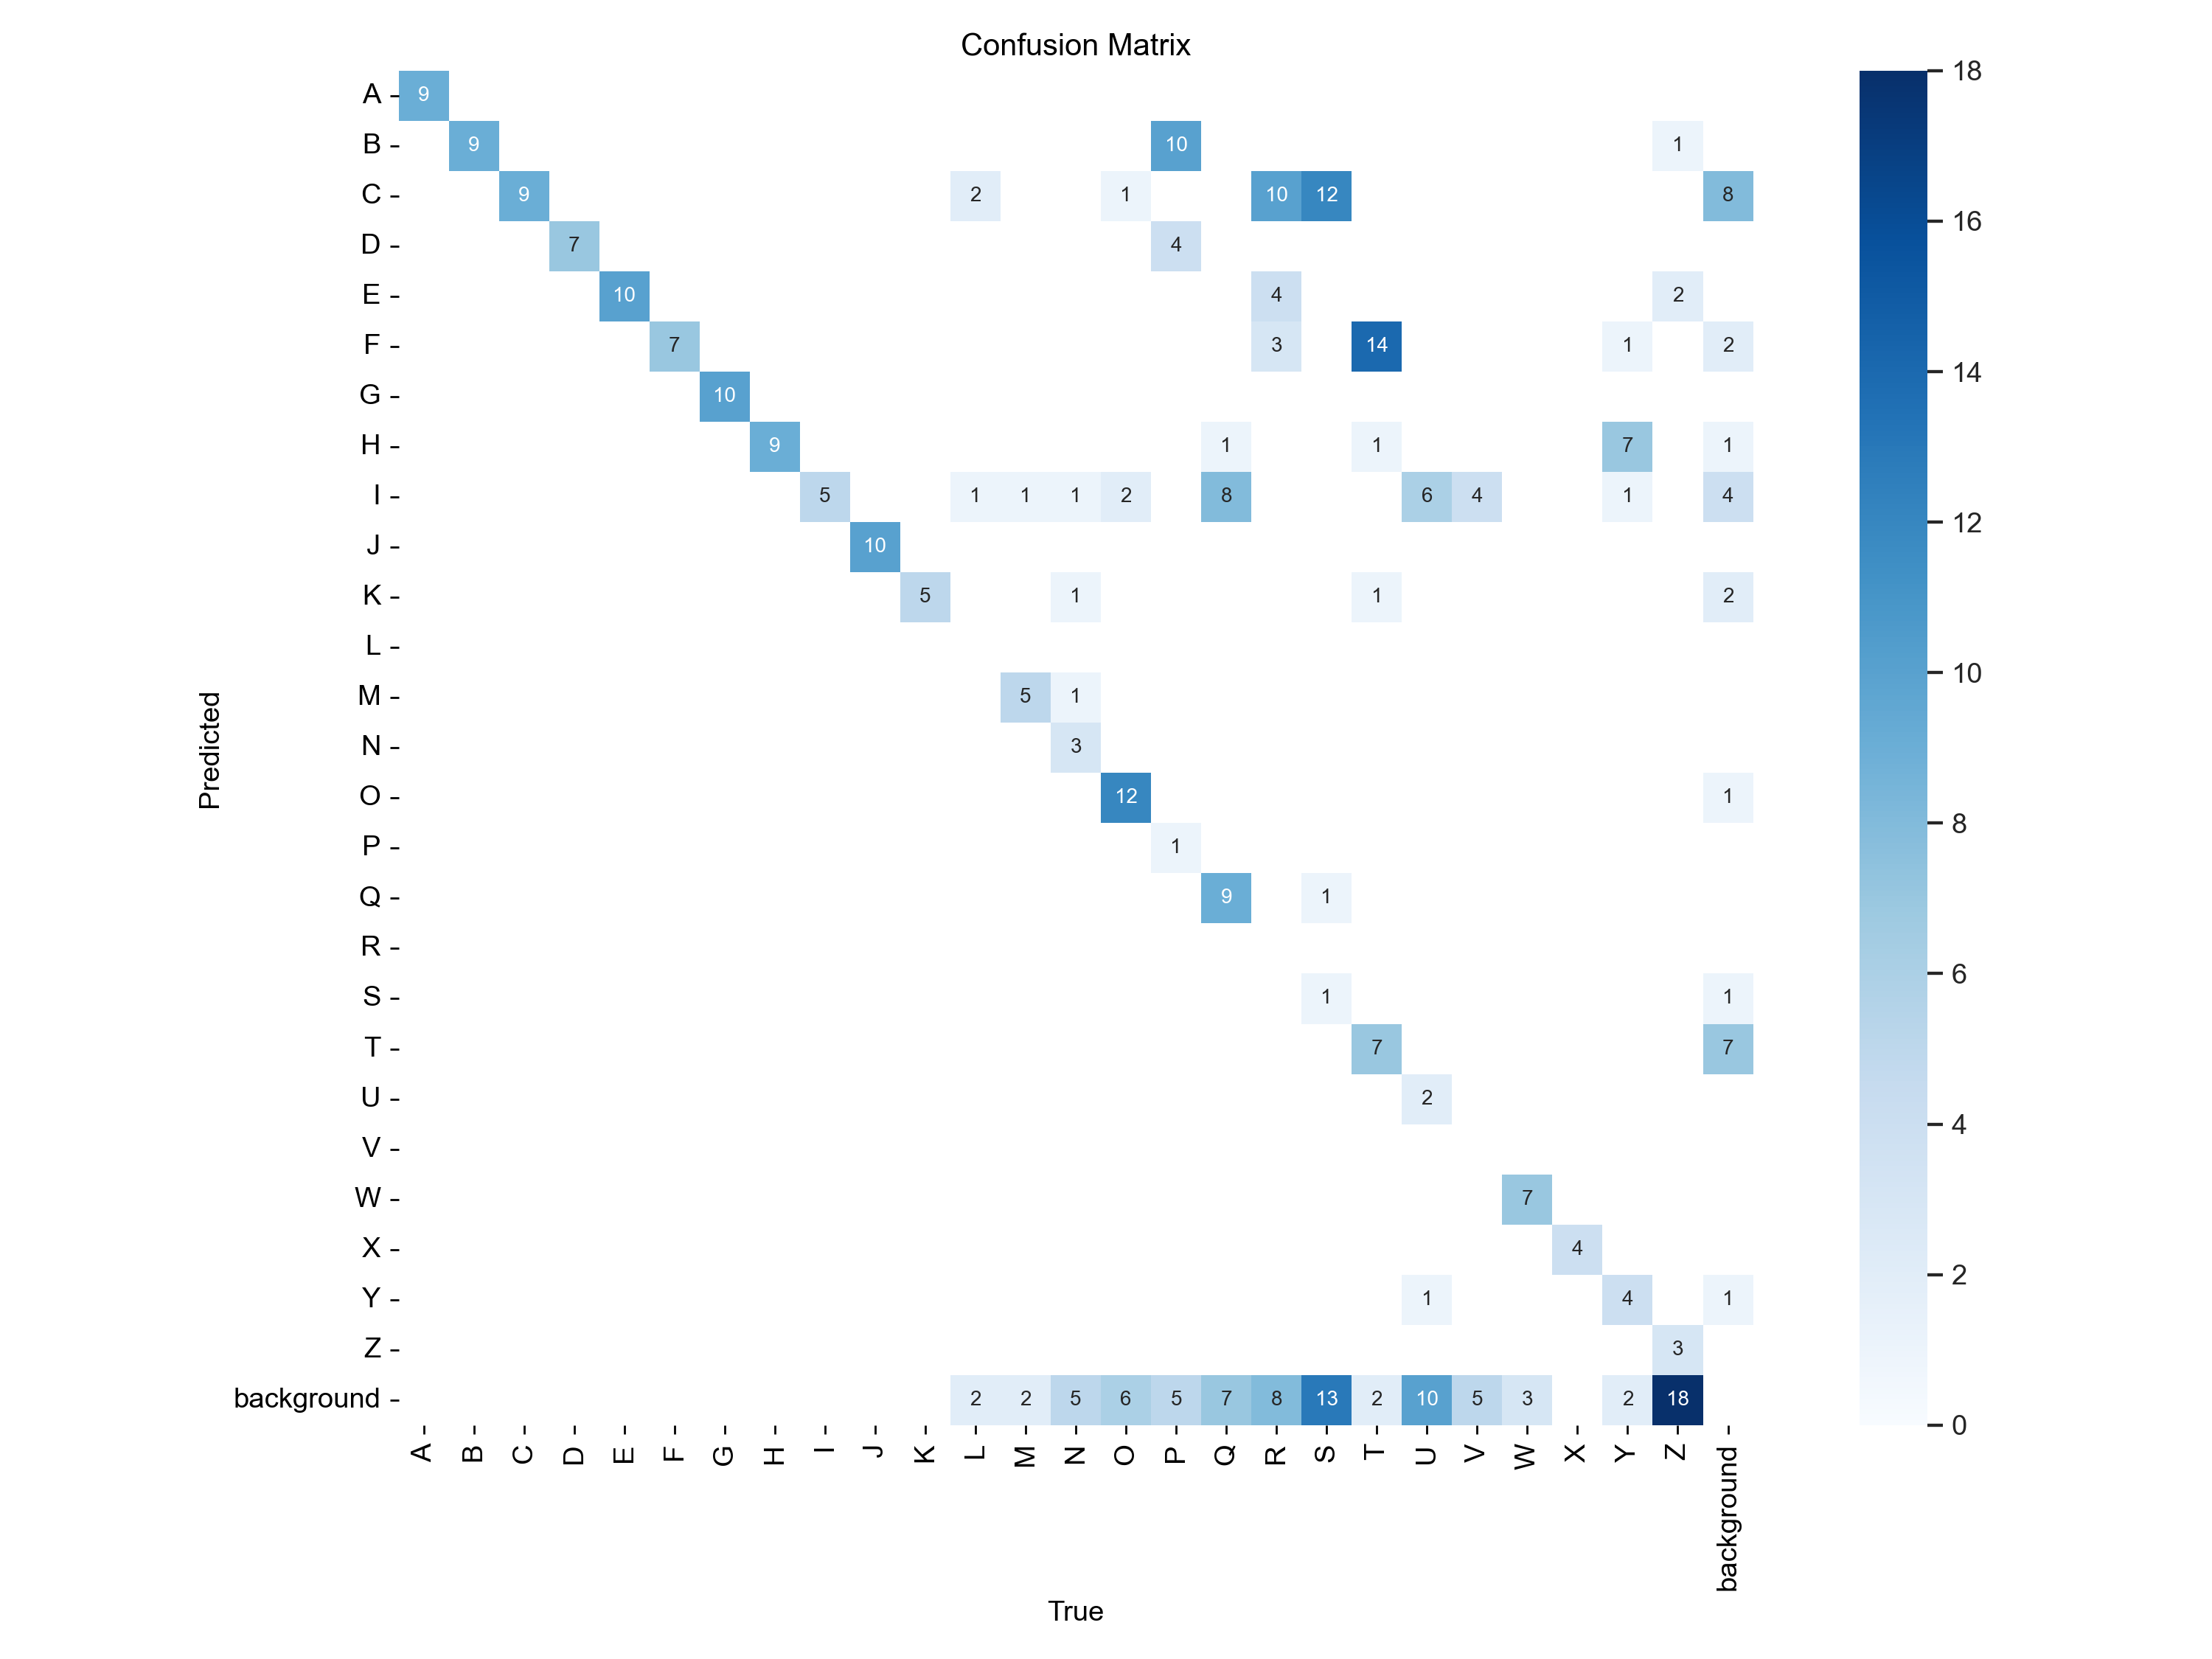 Confusion Matrix
A 9
B 9 10 1
C 9 2 1 10 12 8
D 7 4
E 10 4 2
F 7 3 14 1 2
G 10
H 9 1 1 7 1
I 5 1 1 1 2 8 6 4 1 4
J 10
K 5 1 1 2
L
M 5 1
N 3
O 12 1
P 1
Q 9 1
R
S 1 1
T 7 7
U 2
V
W 7
X 4
Y 1 4 1
Z 3
background 2 2 5 6 5 7 8 13 2 10 5 3 2 18
A B C D E F G H I J K L M N O P Q R S T U V W X Y Z background
True
Predicted
18
16
14
12
10
8
6
4
2
0